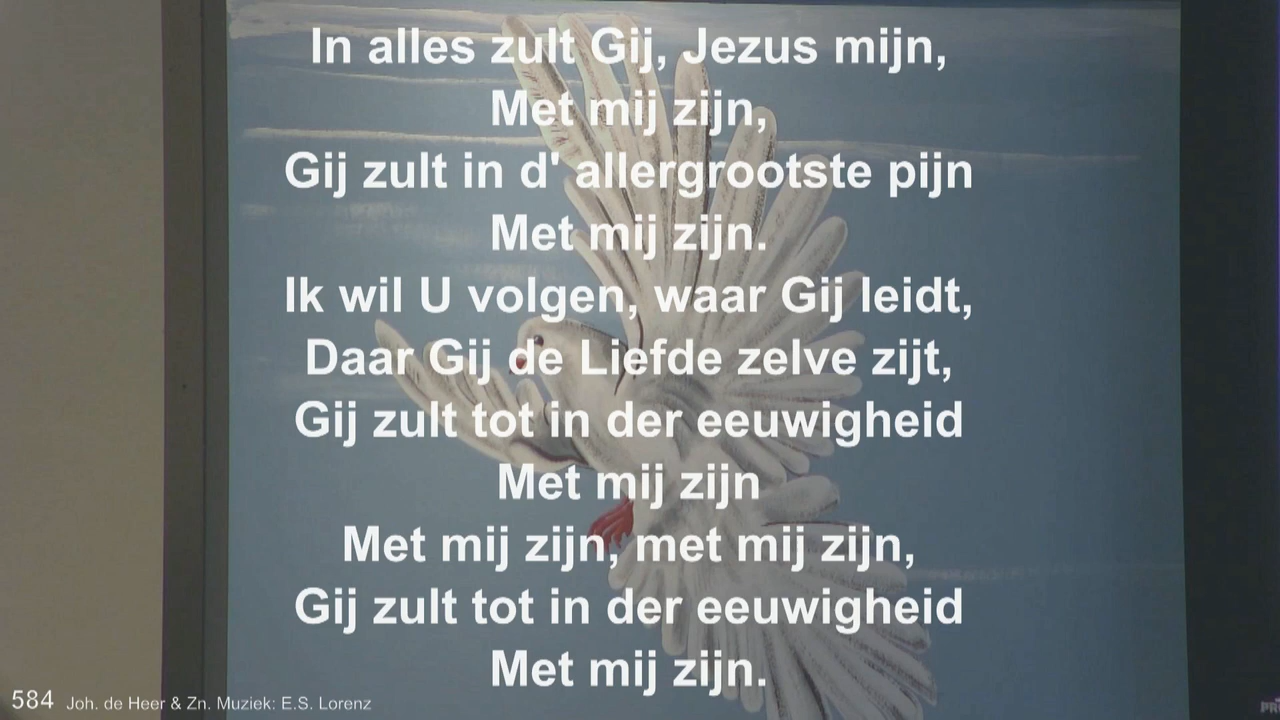 In alles zult Gij, Jezus mijn,
Met mij zijn,
Gij zult in d' allergrootste pijn
Met mij zijn.
Ik wil U volgen, waar Gij leidt,
Daar Gij de Liefde zelve zijt,
Gij zult tot in der eeuwigheid
Met mij zijn
Met mij zijn, met mij zijn,
Gij zult tot in der eeuwigheid
Met mij zijn.
584 Joh. de Heer & Zn. Muziek: E.S. Lorenz